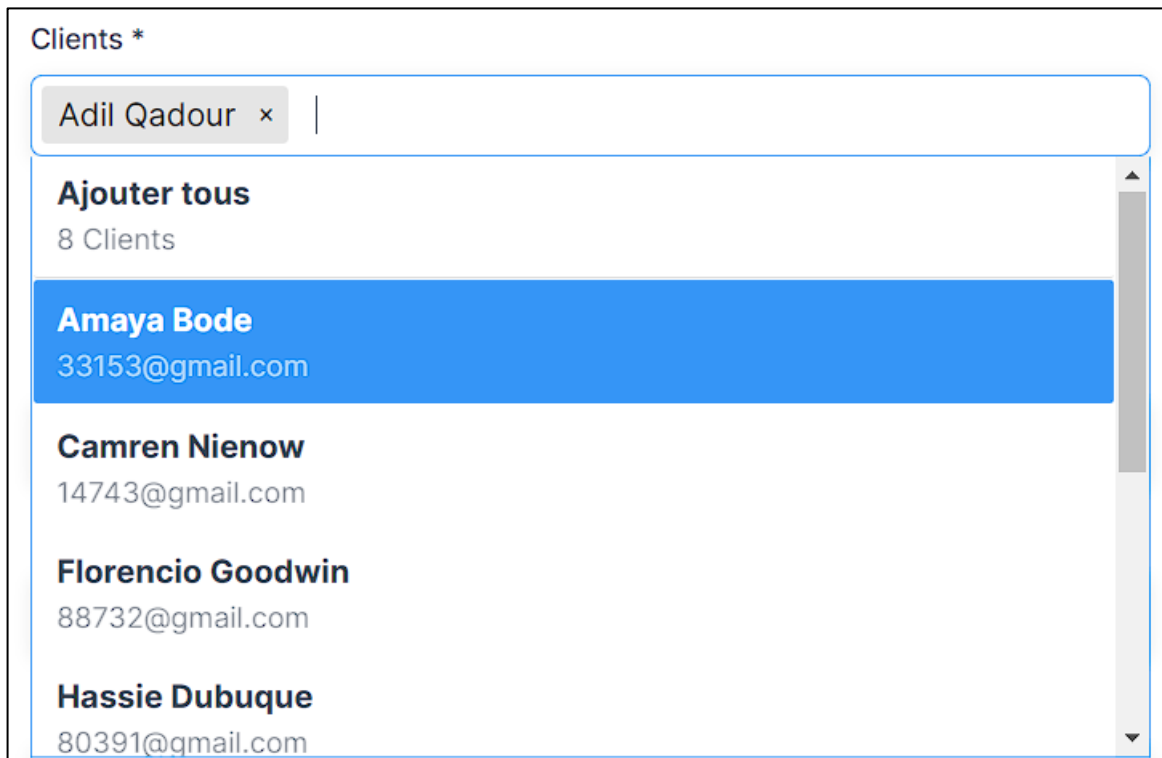 Clients *
Adil Qadour ×
Ajouter tous
8 Clients
Amaya Bode
33153@gmail.com
Camren Nienow
14743@gmail.com
Florencio Goodwin
88732@gmail.com
Hassie Dubuque
80391@gmail.com